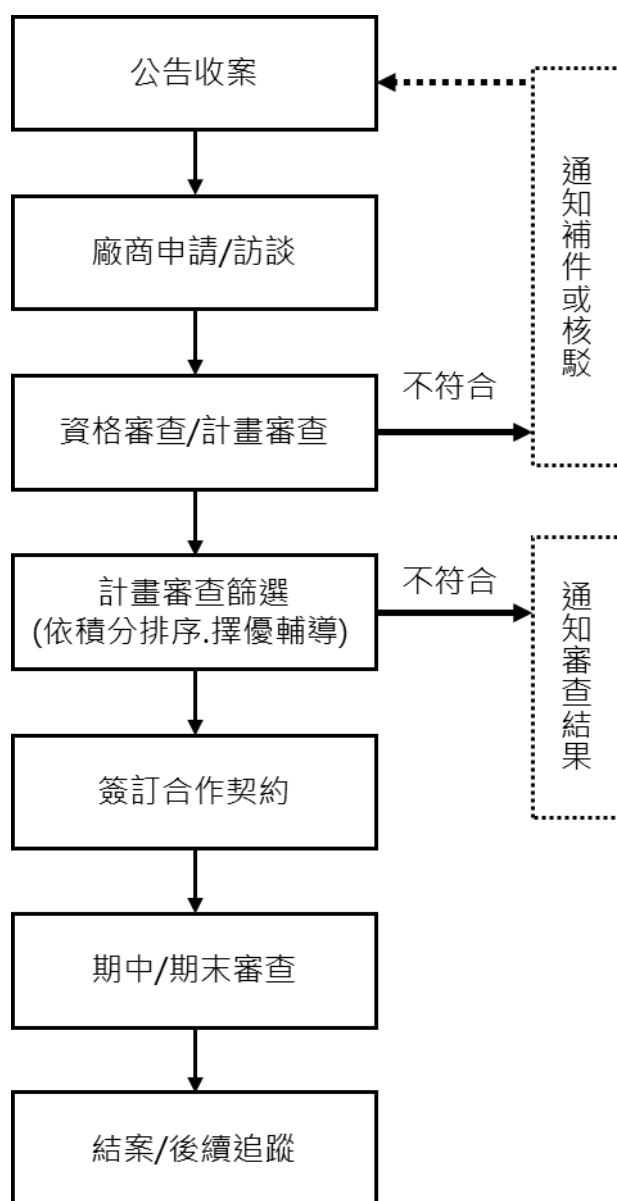 公告收案
通知補件或核駁
廠商申請/訪談
資格審查/計畫審查
不符合
計畫審查篩選
(依積分排序.擇優輔導)
不符合
通知審查結果
簽訂合作契約
期中/期末審查
結案/後續追蹤